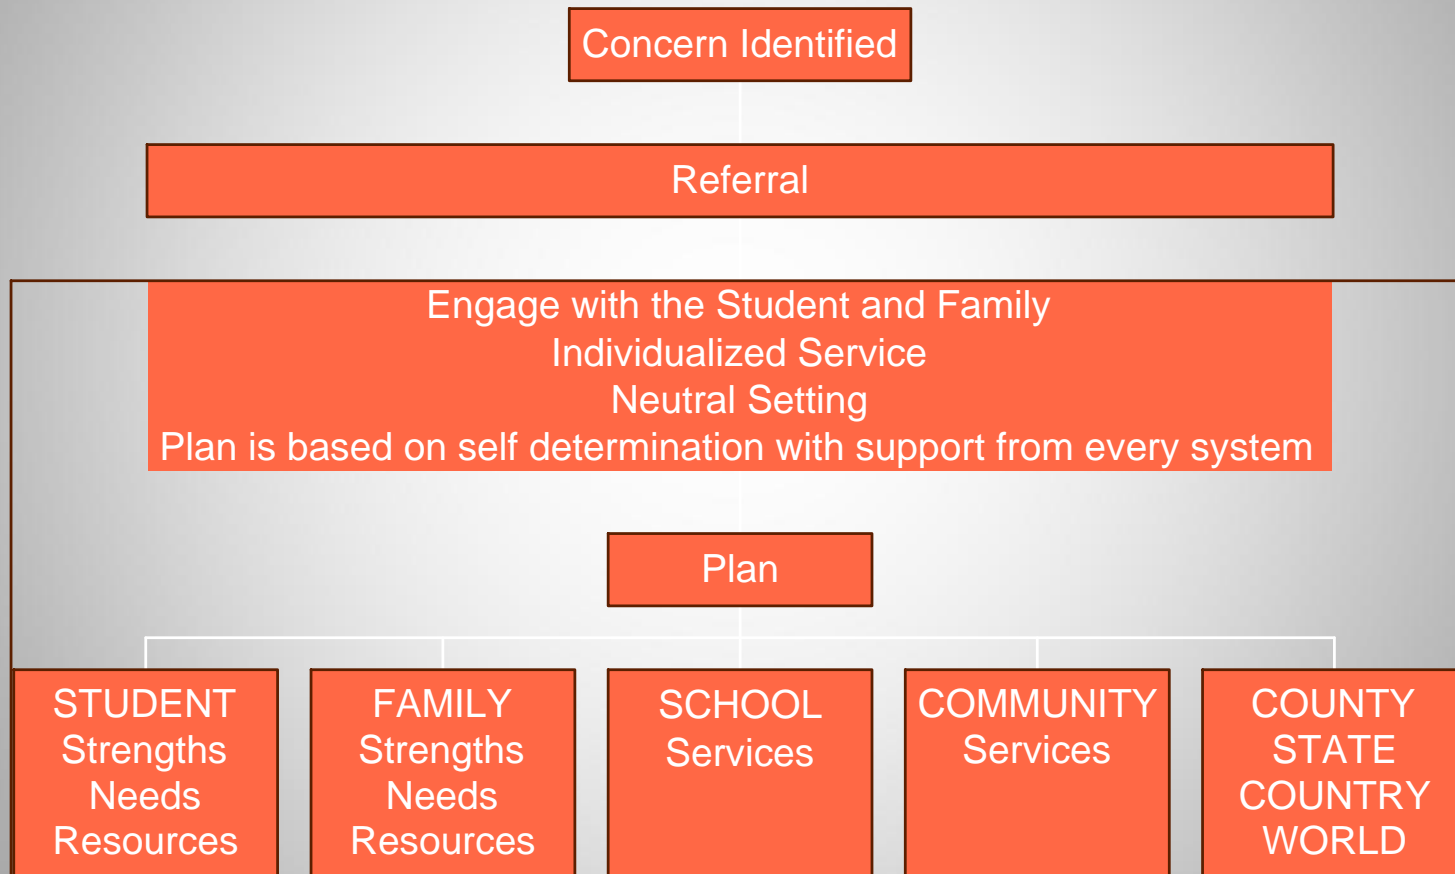 Concern Identified
Referral
Engage with the Student and Family
Individualized Service
Neutral Setting
Plan is based on self determination with support from every system
Plan
STUDENT
Strengths
Needs
Resources
FAMILY
Strengths
Needs
Resources
SCHOOL
Services
COMMUNITY
Services
COUNTY
STATE
COUNTRY
WORLD